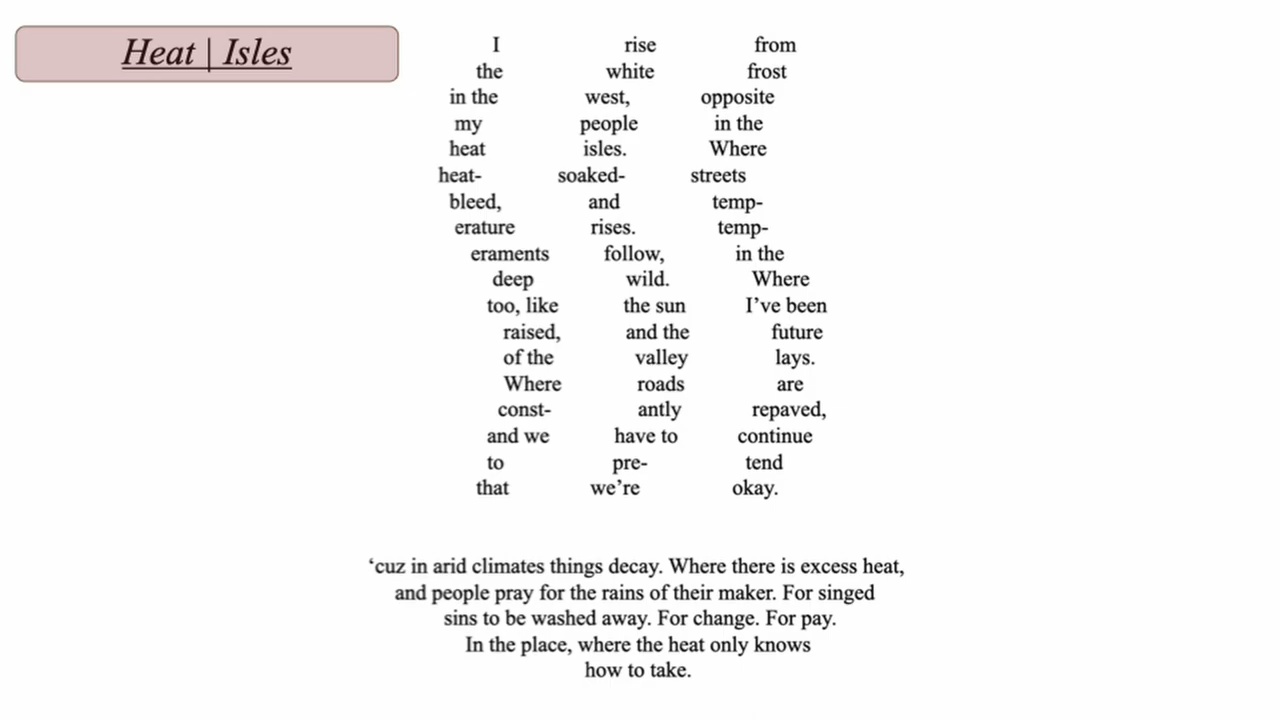 Heat | Isles
I rise from
the white frost
in the west, opposite
my people in the
heat isles. Where
heat- soaked- streets
bleed, and temp-
erature rises. temp-
eraments follow, in the
deep wild. Where
too, like the sun I've been
raised, and the future
of the valley lays.
Where roads are
const- antly repaved,
and we have to continue
to pre- tend
that we're okay.
‘cuz in arid climates things decay. Where there is excess heat,
and people pray for the rains of their maker. For singed
sins to be washed away. For change. For pay.
In the place, where the heat only knows
how to take.